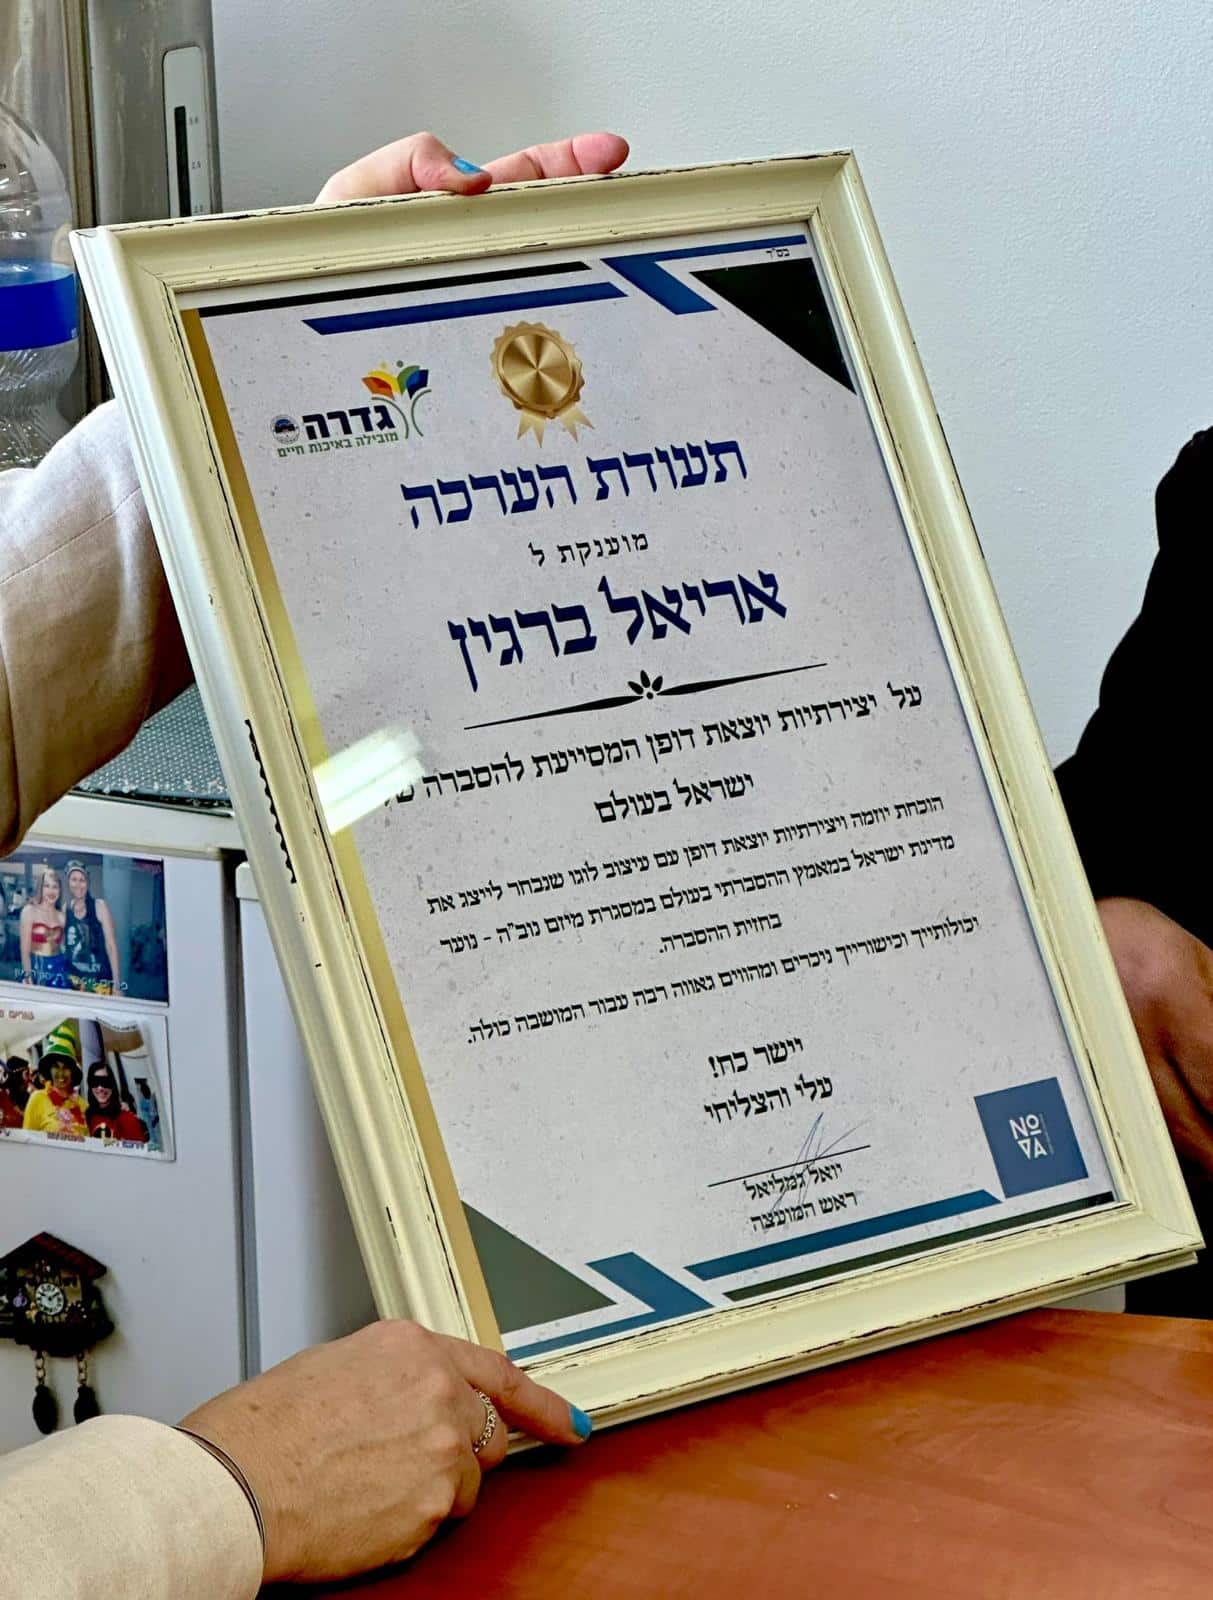 בס"ד
גדרה
מובילה באיכות חיים
תעודת הערכה
מוענקת ל
אריאל ברגין
על יצירתיות יוצאת דופן המסייעת להסברה של
ישראל בעולם
הוכחת יוזמה ויצירתיות יוצאת דופן עם עיצוב לוגו שנבחר לייצג את
מדינת ישראל במאמץ ההסברתי בעולם במסגרת מיזם נוב"ה - נוער
בחזית ההסברה.
יכולותייך וכישורייך ניכרים ומהווים גאווה רבה עבור המושבה כולה.
יישר כח!
עלי והצליחי
יואל גמליאל
ראש המועצה
NOVA